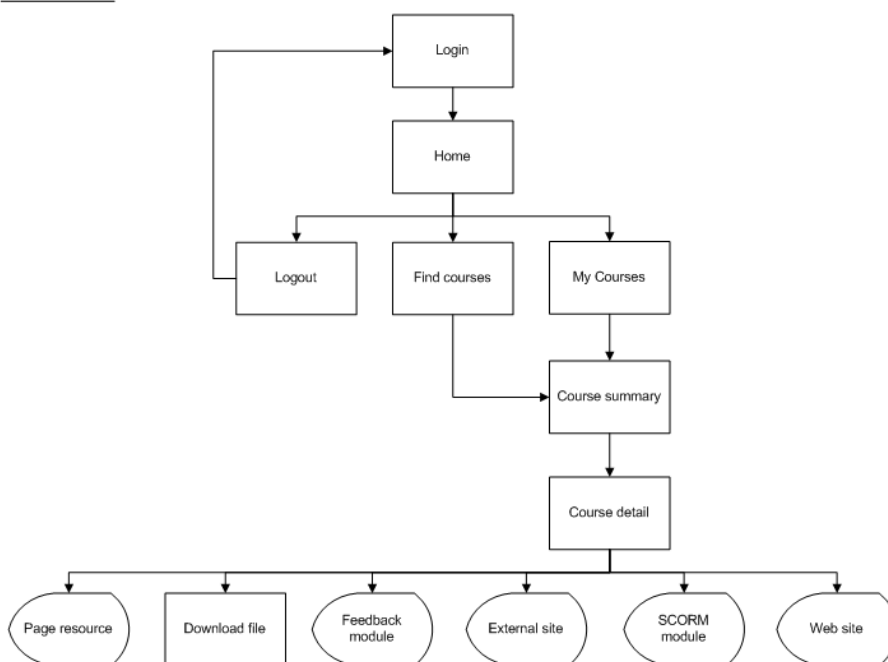 Login
Home
Logout
Find courses
My Courses
Course summary
Course detail
Page resource
Download file
Feedback
module
External site
SCORM
module
Web site